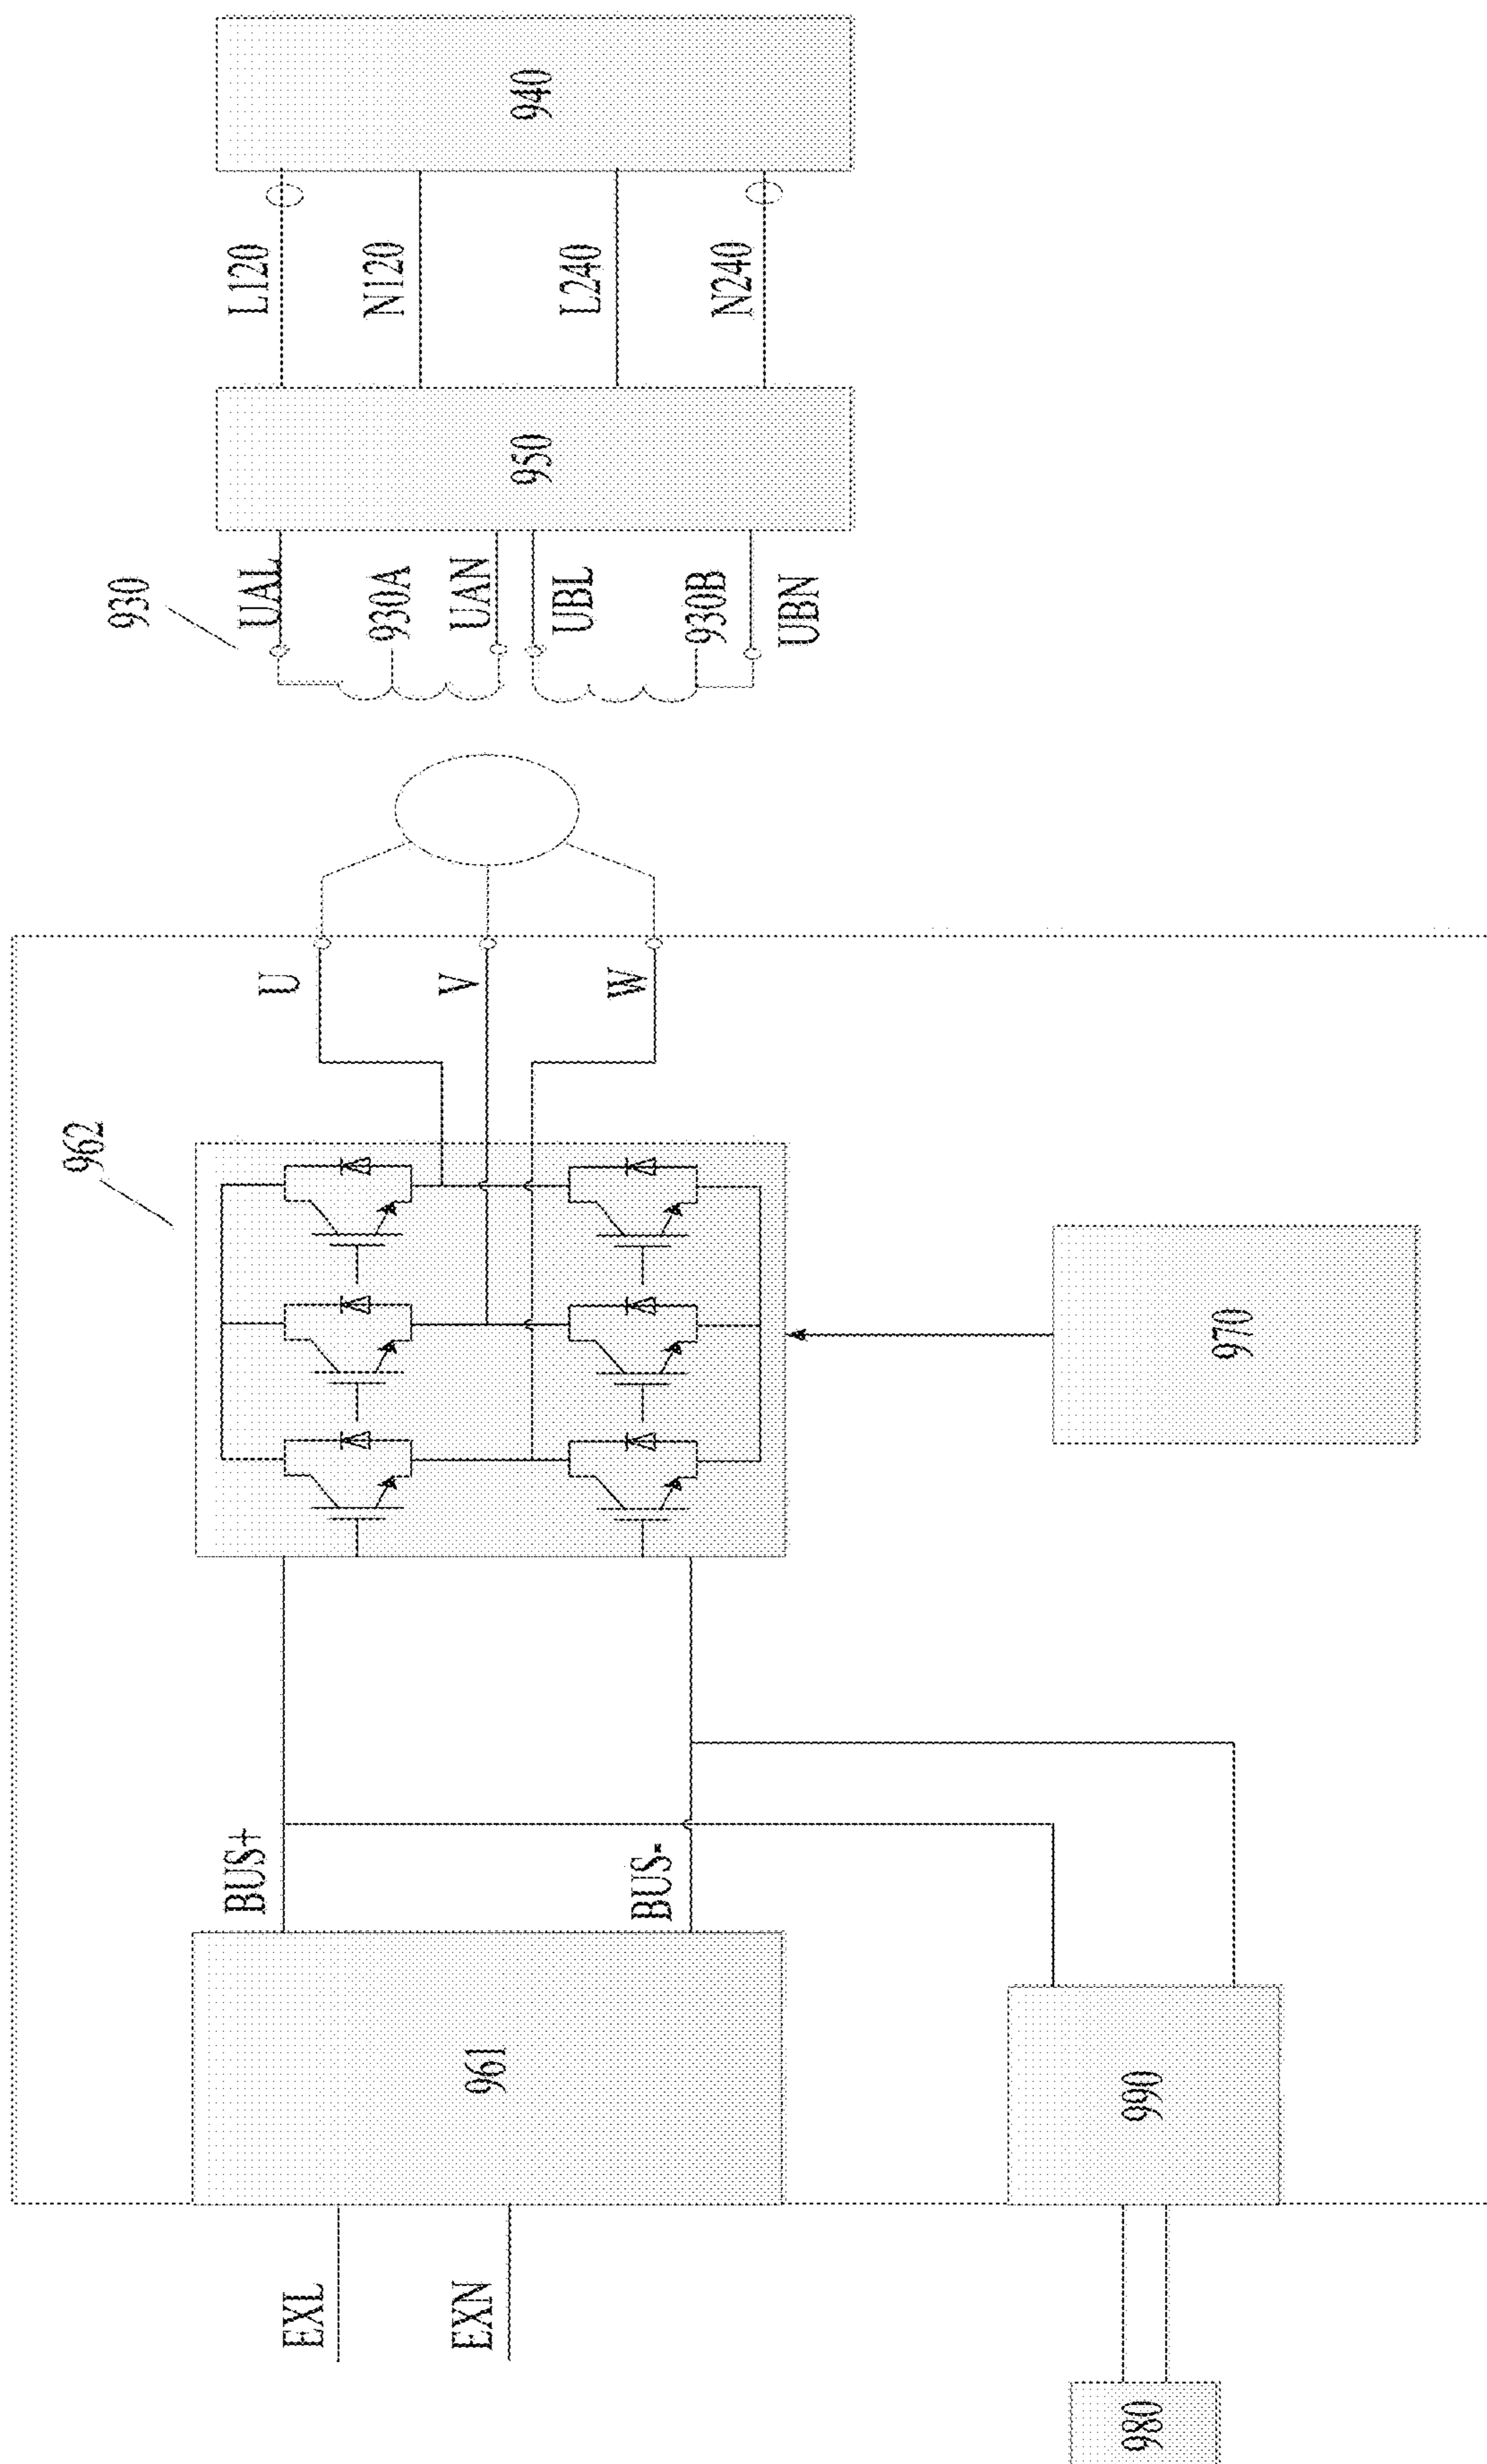 940
L120
N120
L240
N240
950
930
UAL
930A
UAN
UBL
930B
UBN
U
V
W
962
970
BUS+
BUS-
961
990
EXL
EXN
980